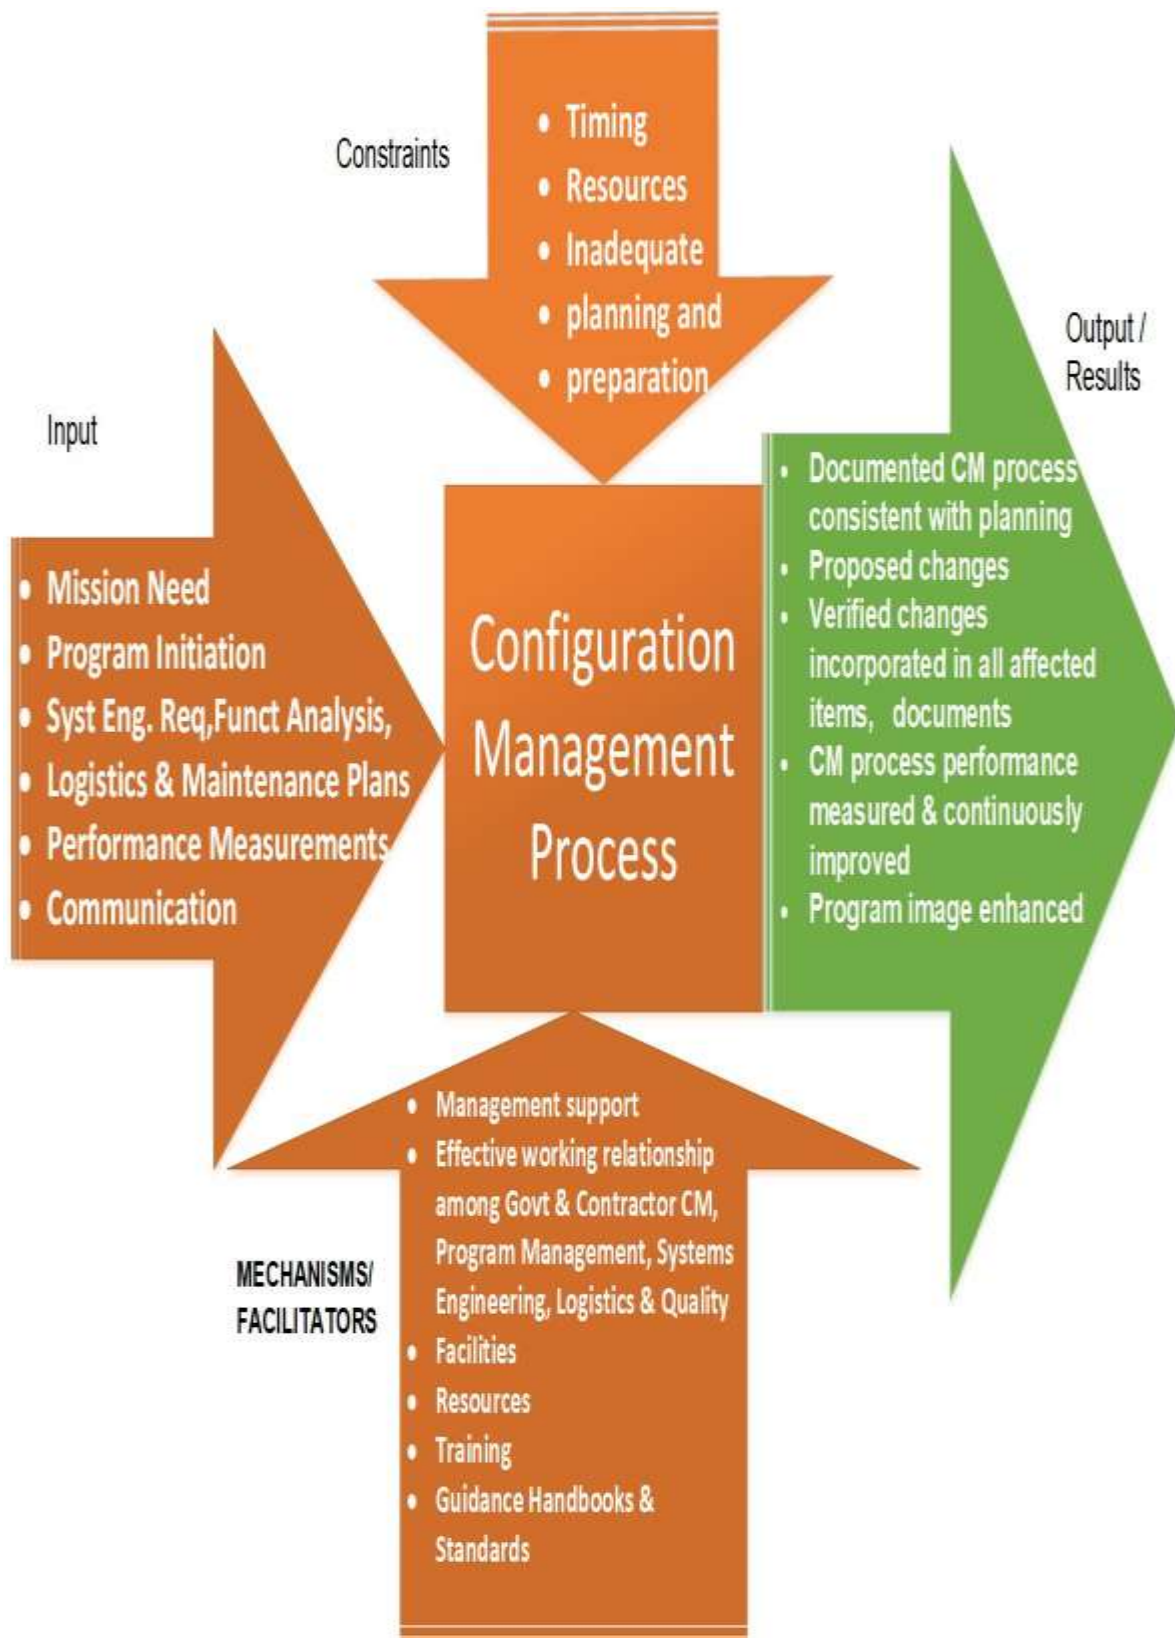 Constraints
• Timing
• Resources
• Inadequate
• planning and
• preparation
Output /
Results
Input
• Mission Need
• Program Initiation
• Syst Eng. Req,Funct Analysis,
• Logistics & Maintenance Plans
• Performance Measurements
• Communication
Configuration
Management
Process
• Documented CM process
consistent with planning
• Proposed changes
• Verified changes
incorporated in all affected
items, documents
• CM process performance
measured & continuously
improved
• Program image enhanced
MECHANISMS/
FACILITATORS
• Management support
• Effective working relationship
among Govt & Contractor CM,
Program Management, Systems
Engineering, Logistics & Quality
• Facilities
• Resources
• Training
• Guidance Handbooks &
Standards